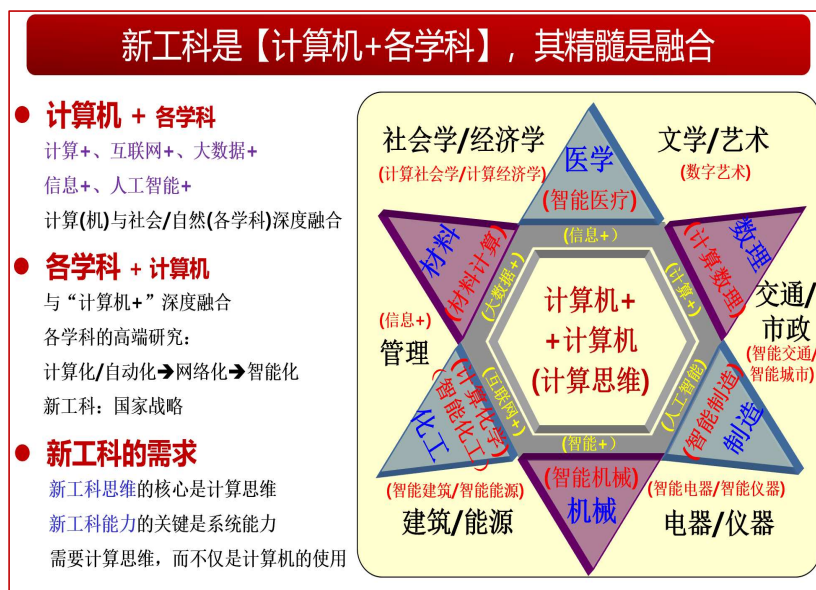 新工科是【计算机+各学科】，其精髓是融合
● 计算机 + 各学科
计算+、互联网+、大数据+
信息+、人工智能+
计算(机)与社会/自然(各学科)深度融合
● 各学科 + 计算机
与“计算机+”深度融合
各学科的高端研究：
计算化/自动化➔网络化➔智能化
新工科：国家战略
● 新工科的需求
新工科思维的核心是计算思维
新工科能力的关键是系统能力
需要计算思维，而不仅是计算机的使用
社会学/经济学
(计算社会学/计算经济学)
医学
(智能医疗)
文学/艺术
(数字艺术)
材料
(材料计算)
数理
(计算数理)
(信息+)
(大数据+)
(计算+)
计算机+
+计算机
(计算思维)
(互联网+)
(人工智能)
(智能+)
(信息+)
管理
交通/
市政
(智能交通/
智能城市)
化工
(计算化学)
(智能化工)
制造
(智能制造)
(智能机械)
机械
(智能建筑/智能能源)
建筑/能源
(智能电器/智能仪器)
电器/仪器